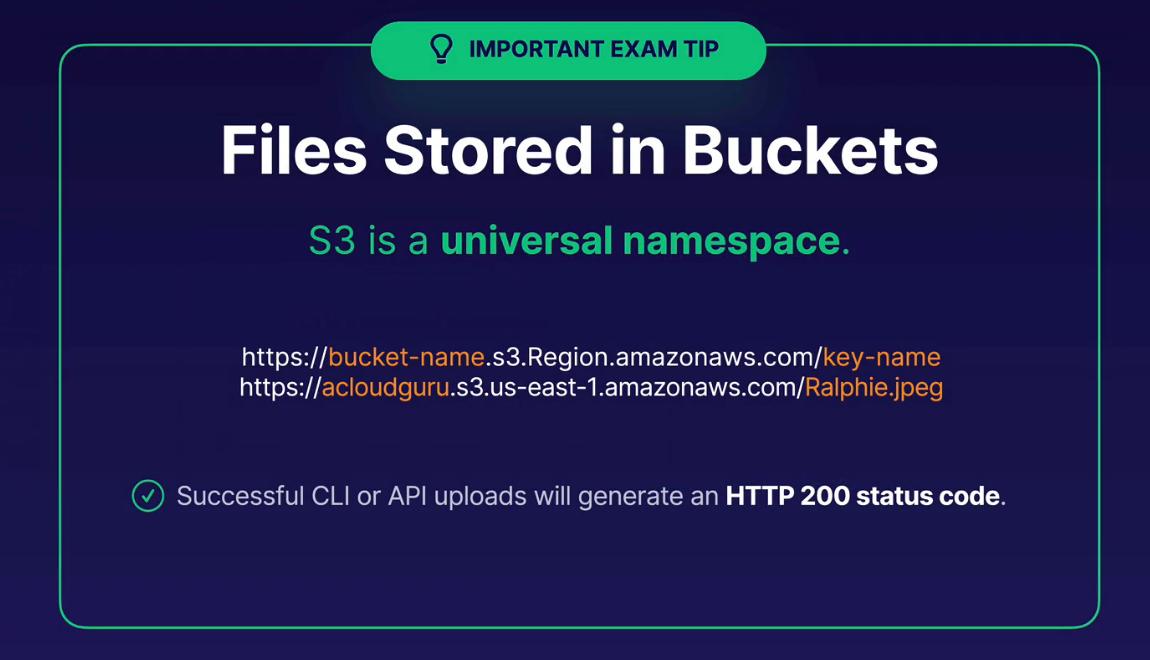 IMPORTANT EXAM TIP
Files Stored in Buckets
S3 is a universal namespace.
https://bucket-name.s3.Region.amazonaws.com/key-name
https://acloudguru.s3.us-east-1.amazonaws.com/Ralphie.jpeg
Successful CLI or API uploads will generate an HTTP 200 status code.